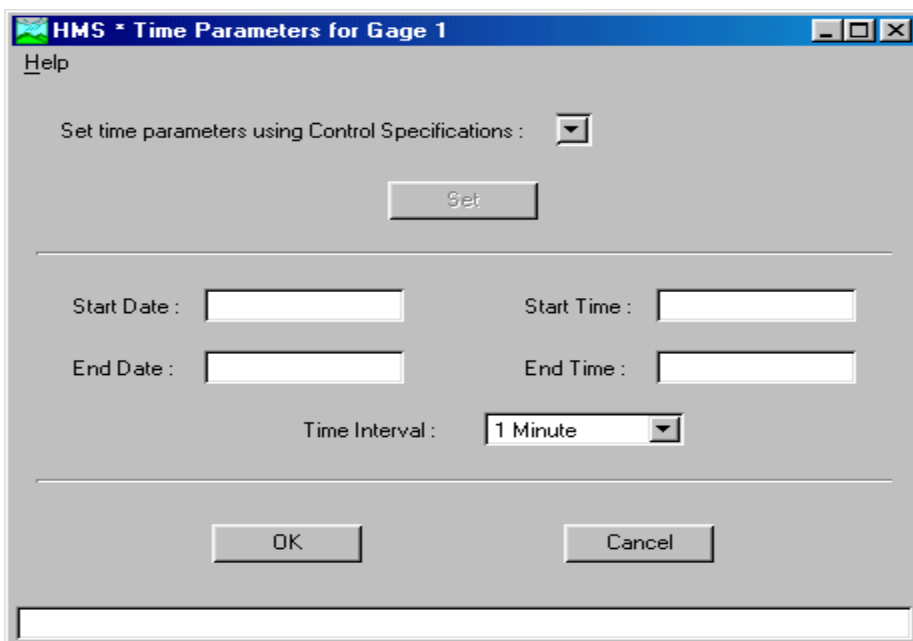 HMS * Time Parameters for Gage 1
Help
Set time parameters using Control Specifications :
Set
Start Date :
Start Time :
End Date :
End Time :
Time Interval :
1 Minute
OK
Cancel